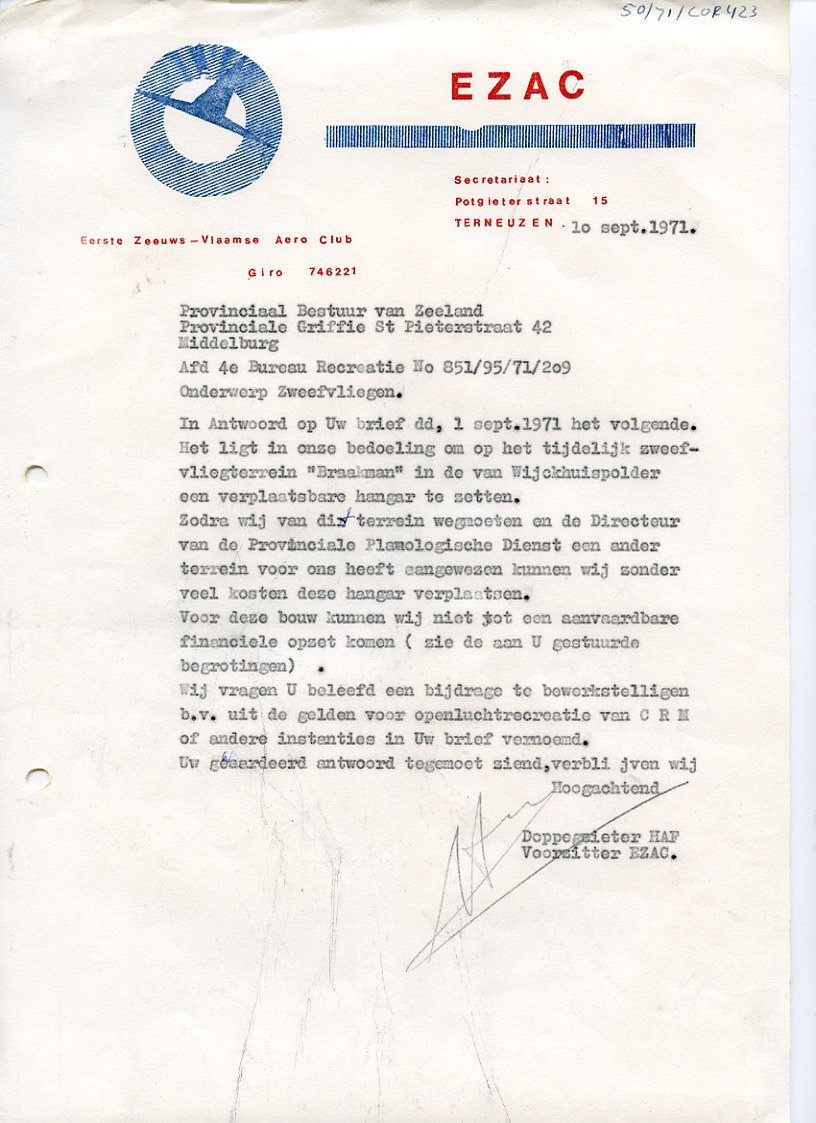 50/71/COR423
EZAC
Secretariaat:
Potgieterstraat 15
TERNEUZEN. 1o sept.1971.
Eerste Zeeuws-Vlaamse Aero Club
Giro 746221
Provinciaal Bestuur van Zeeland
Provinciale Griffie St Pieterstraat 42
Middelburg
Afd 4e Bureau Recreatie No 851/95/71/2o9
Onderwerp Zweefvliegen.
In Antwoord op Uw brief dd, 1 sept.1971 het volgende.
Het ligt in onze bedoeling om op het tijdelijk zweef-
vliegterrein "Braakman" in de van Wijckhuispolder
een verplaatsbare hangar te zetten.
Zodra wij van dit terrein wegmoeten en de Directeur
van de Provinciale Plamologische Dienst een ander
terrein voor ons heeft aangewezen kunnen wij zonder
veel kosten deze hangar verplaatsen.
Voor deze bouw kunnen wij niet tot een aanvaardbare
financiele opzet komen ( zie de aan U gestuurde
begrotingen) .
Wij vragen U beleefd een bijdrage te bewerkstelligen
b.v. uit de gelden voor openluchtrecreatie van C R M
of andere instanties in Uw brief vernoemd.
Uw geaardeerd antwoord tegemoet ziend,verbli jven wij
Hoogachtend
Doppegieter HAF
Voorzitter EZAC.